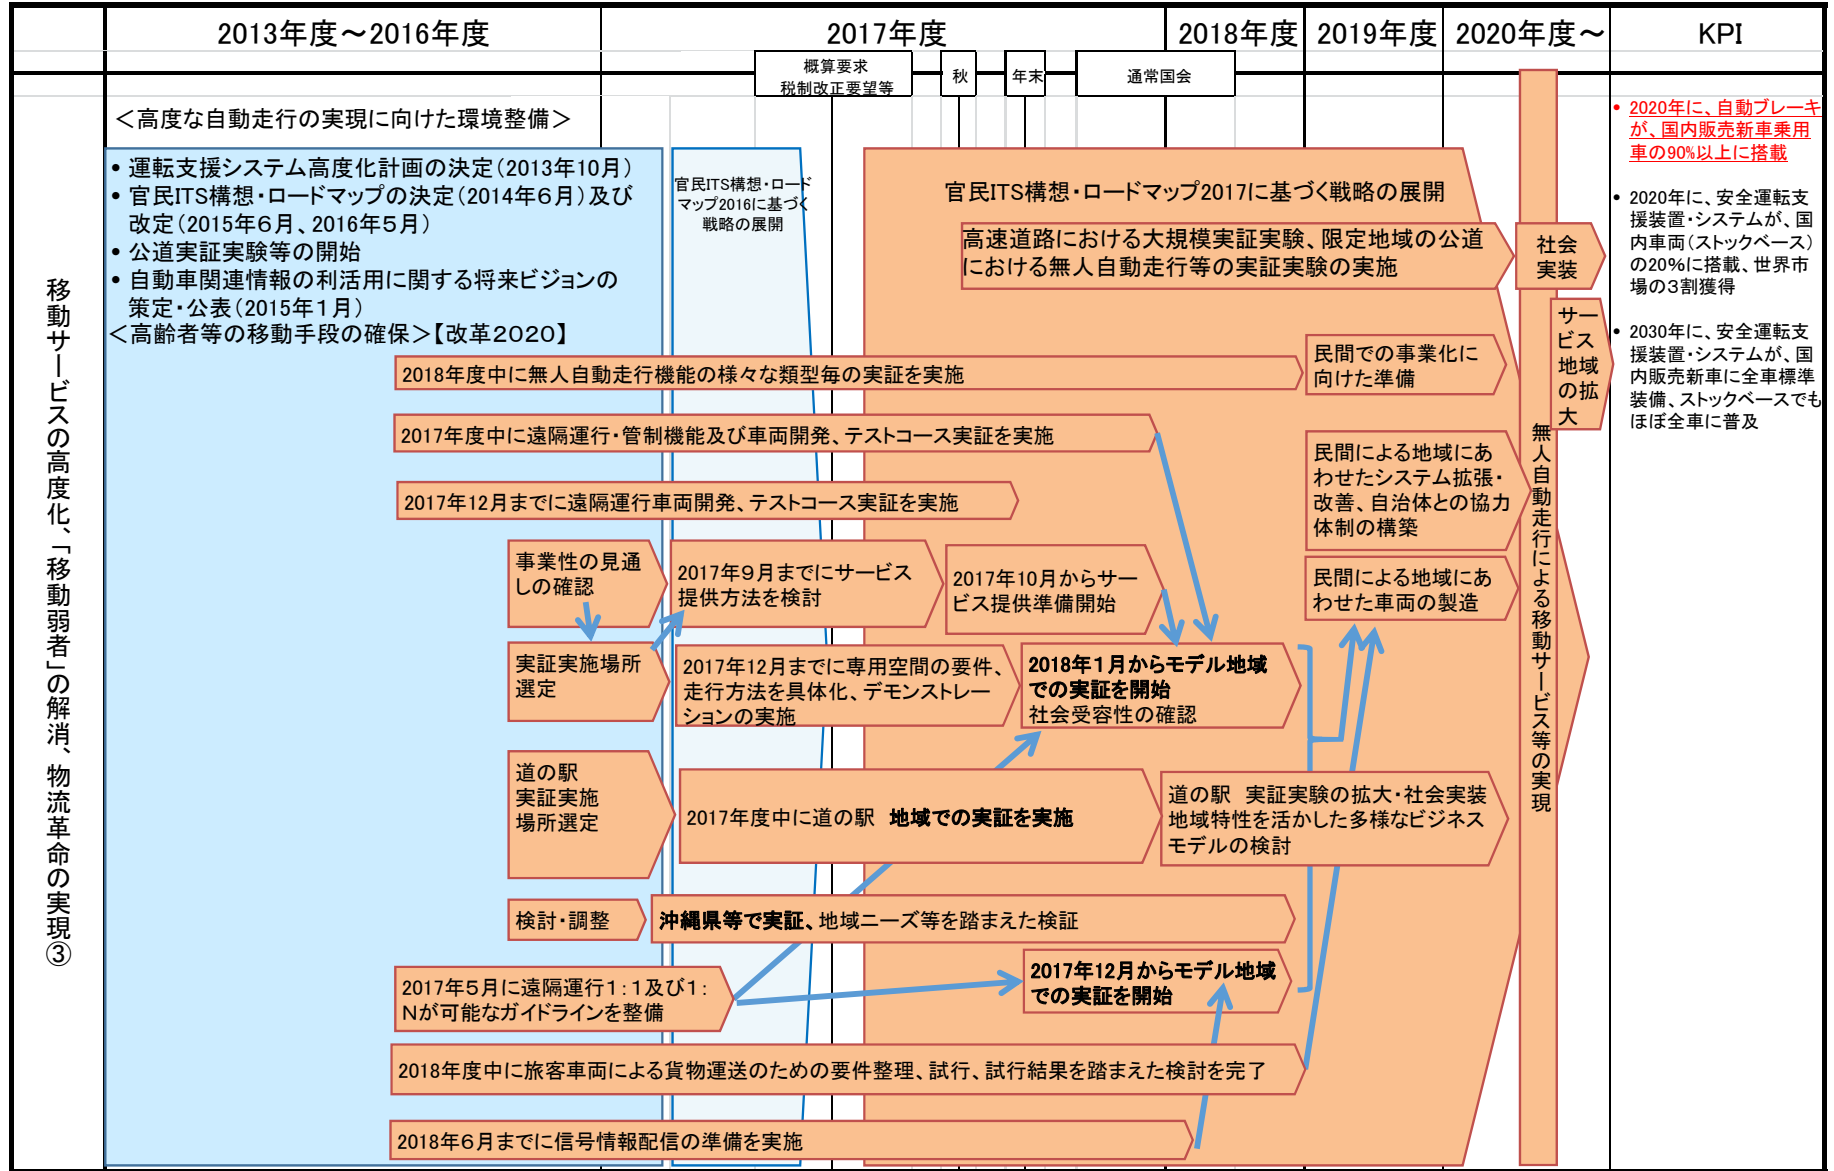 2013年度～2016年度
2017年度
2018年度
2019年度
2020年度～
KPI
概算要求
税制改正要望等
秋
年末
通常国会
移動サービスの高度化、「移動弱者」の解消、物流革命の実現③
＜高度な自動走行の実現に向けた環境整備＞
• 運転支援システム高度化計画の決定（2013年10月）
• 官民ITS構想・ロードマップの決定（2014年６月）及び
改定（2015年６月、2016年５月）
• 公道実証実験等の開始
• 自動車関連情報の利活用に関する将来ビジョンの
策定・公表（2015年１月）
＜高齢者等の移動手段の確保＞【改革２０２０】
官民ITS構想・ロード
マップ2016に基づく
戦略の展開
官民ITS構想・ロードマップ2017に基づく戦略の展開
高速道路における大規模実証実験、限定地域の公道
における無人自動走行等の実証実験の実施
社会
実装
サー
ビス
地域
の拡
大
2018年度中に無人自動走行機能の様々な類型毎の実証を実施
民間での事業化に
向けた準備
2017年度中に遠隔運行・管制機能及び車両開発、テストコース実証を実施
民間による地域にあ
わせたシステム拡張・
改善、自治体との協力
体制の構築
2017年12月までに遠隔運行車両開発、テストコース実証を実施
事業性の見通
しの確認
2017年９月までにサービス
提供方法を検討
2017年10月からサー
ビス提供準備開始
民間による地域にあ
わせた車両の製造
実証実施場所
選定
2017年12月までに専用空間の要件、
走行方法を具体化、デモンストレー
ションの実施
2018年１月からモデル地域
での実証を開始
社会受容性の確認
道の駅
実証実施
場所選定
2017年度中に道の駅　地域での実証を実施
道の駅　実証実験の拡大・社会実装
地域特性を活かした多様なビジネス
モデルの検討
検討・調整
沖縄県等で実証、地域ニーズ等を踏まえた検証
2017年５月に遠隔運行１：１及び１：
Ｎが可能なガイドラインを整備
2017年12月からモデル地域
での実証を開始
2018年度中に旅客車両による貨物運送のための要件整理、試行、試行結果を踏まえた検討を完了
2018年６月までに信号情報配信の準備を実施
無人自動走行による移動サービス等の実現
• 2020年に、自動ブレーキ
が、国内販売新車乗用
車の90%以上に搭載
• 2020年に、安全運転支
援装置・システムが、国
内車両（ストックベース）
の20％に搭載、世界市
場の３割獲得
• 2030年に、安全運転支
援装置・システムが、国
内販売新車に全車標準
装備、ストックベースでも
ほぼ全車に普及